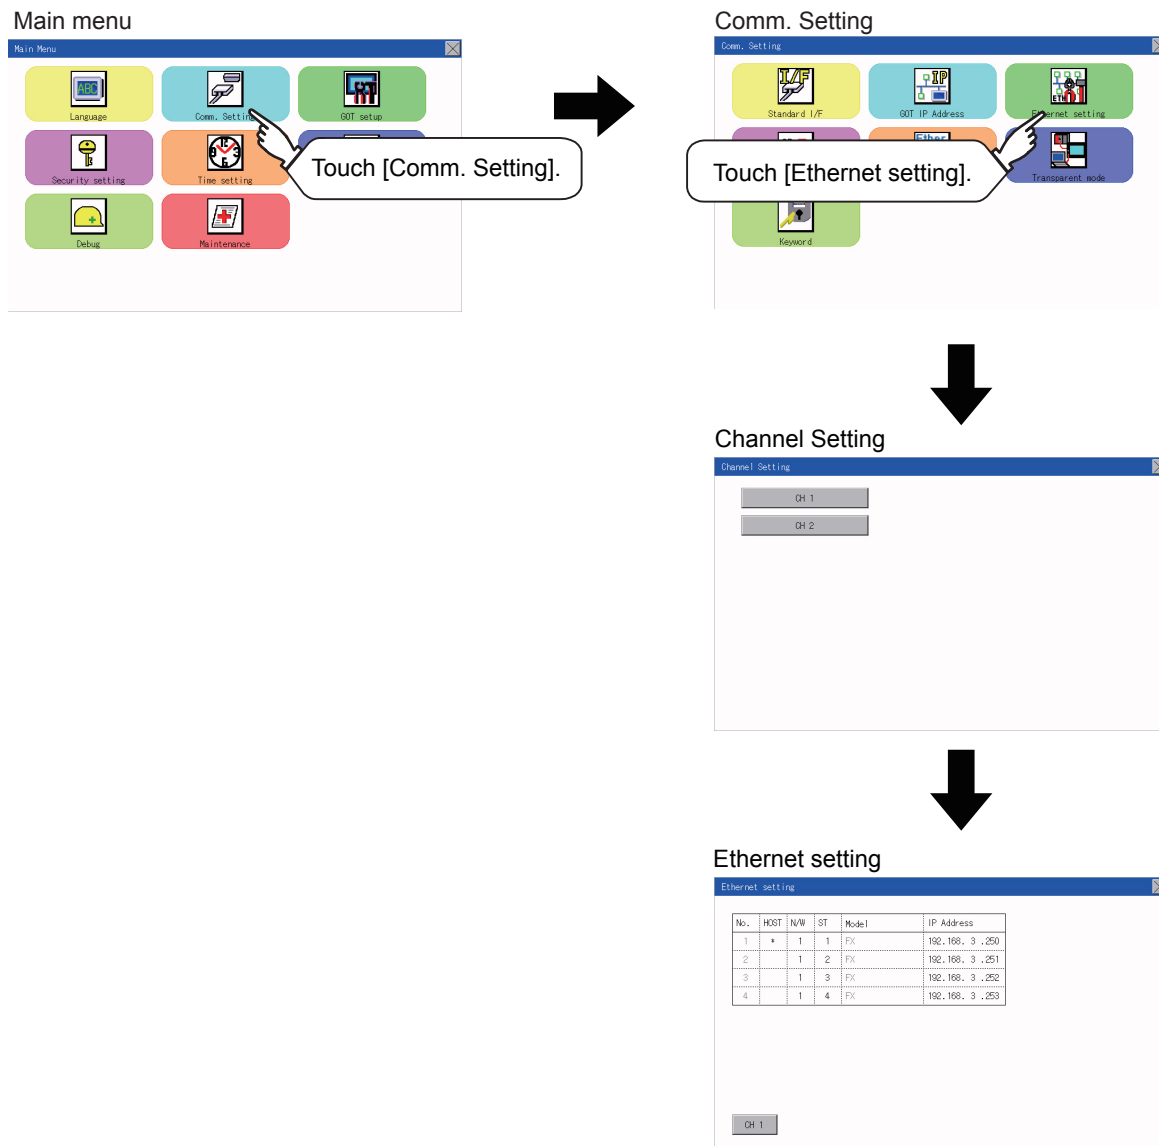 Main menu
Main Menu
Language
Comm. Setting
GOT setup
Security setting
Time setting
Debug
Maintenance
Touch [Comm. Setting].
Comm. Setting
Comm. Setting
I/F
Standard I/F
IP
GOT IP Address
ETH
Ethernet setting
Ether
Transparent mode
Keyword
Touch [Ethernet setting].
Channel Setting
Channel Setting
CH 1
CH 2
Ethernet setting
Ethernet setting
No. HOST N/W ST Model IP Address
1 * 1 1 FX 192.168. 3 .250
2 1 2 FX 192.168. 3 .251
3 1 3 FX 192.168. 3 .252
4 1 4 FX 192.168. 3 .253
CH 1